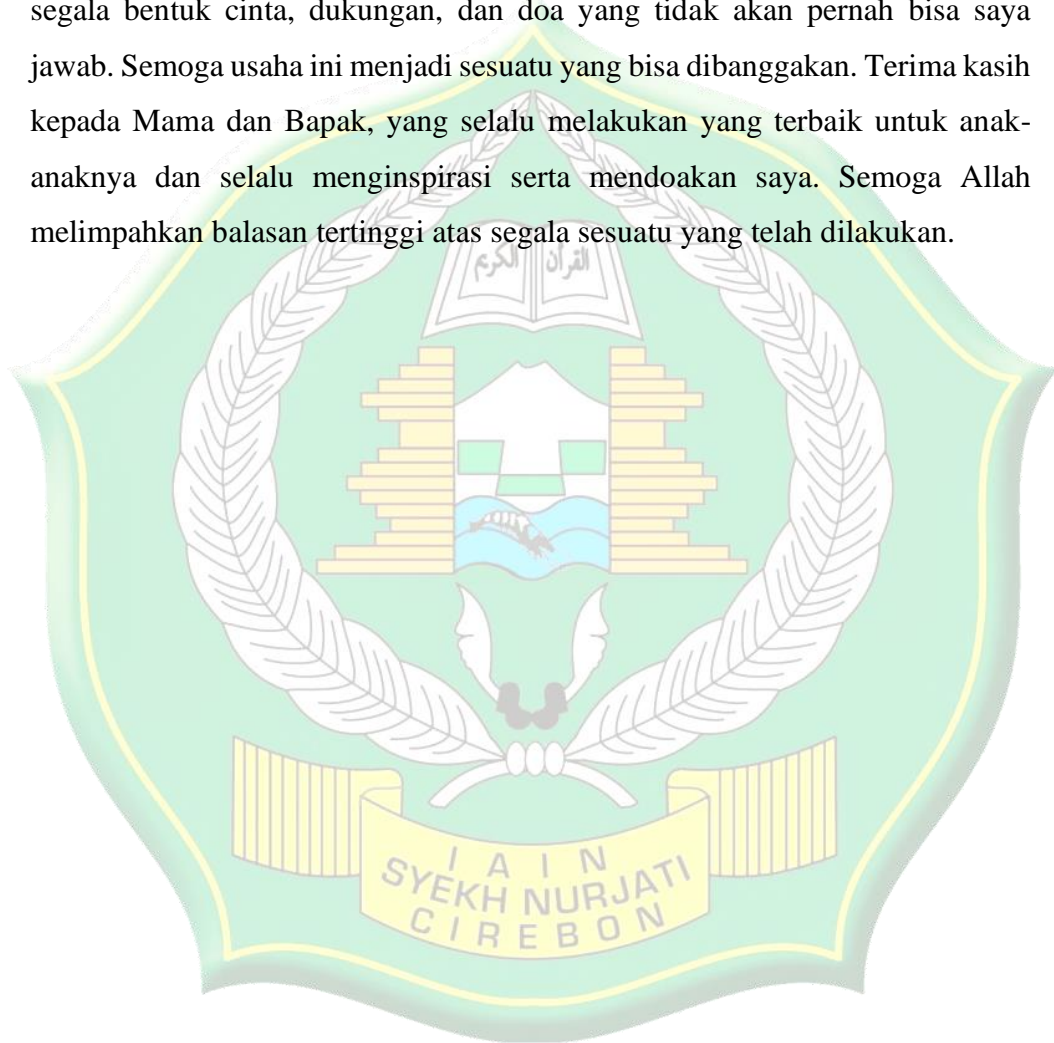 segala bentuk cinta, dukungan, dan doa yang tidak akan pernah bisa saya
jawab. Semoga usaha ini menjadi sesuatu yang bisa dibanggakan. Terima kasih
kepada Mama dan Bapak, yang selalu melakukan yang terbaik untuk anak-
anaknya dan selalu menginspirasi serta mendoakan saya. Semoga Allah
melimpahkan balasan tertinggi atas segala sesuatu yang telah dilakukan.
القرآن الكريم
IAIN
SYEKH NURJATI
CIREBON